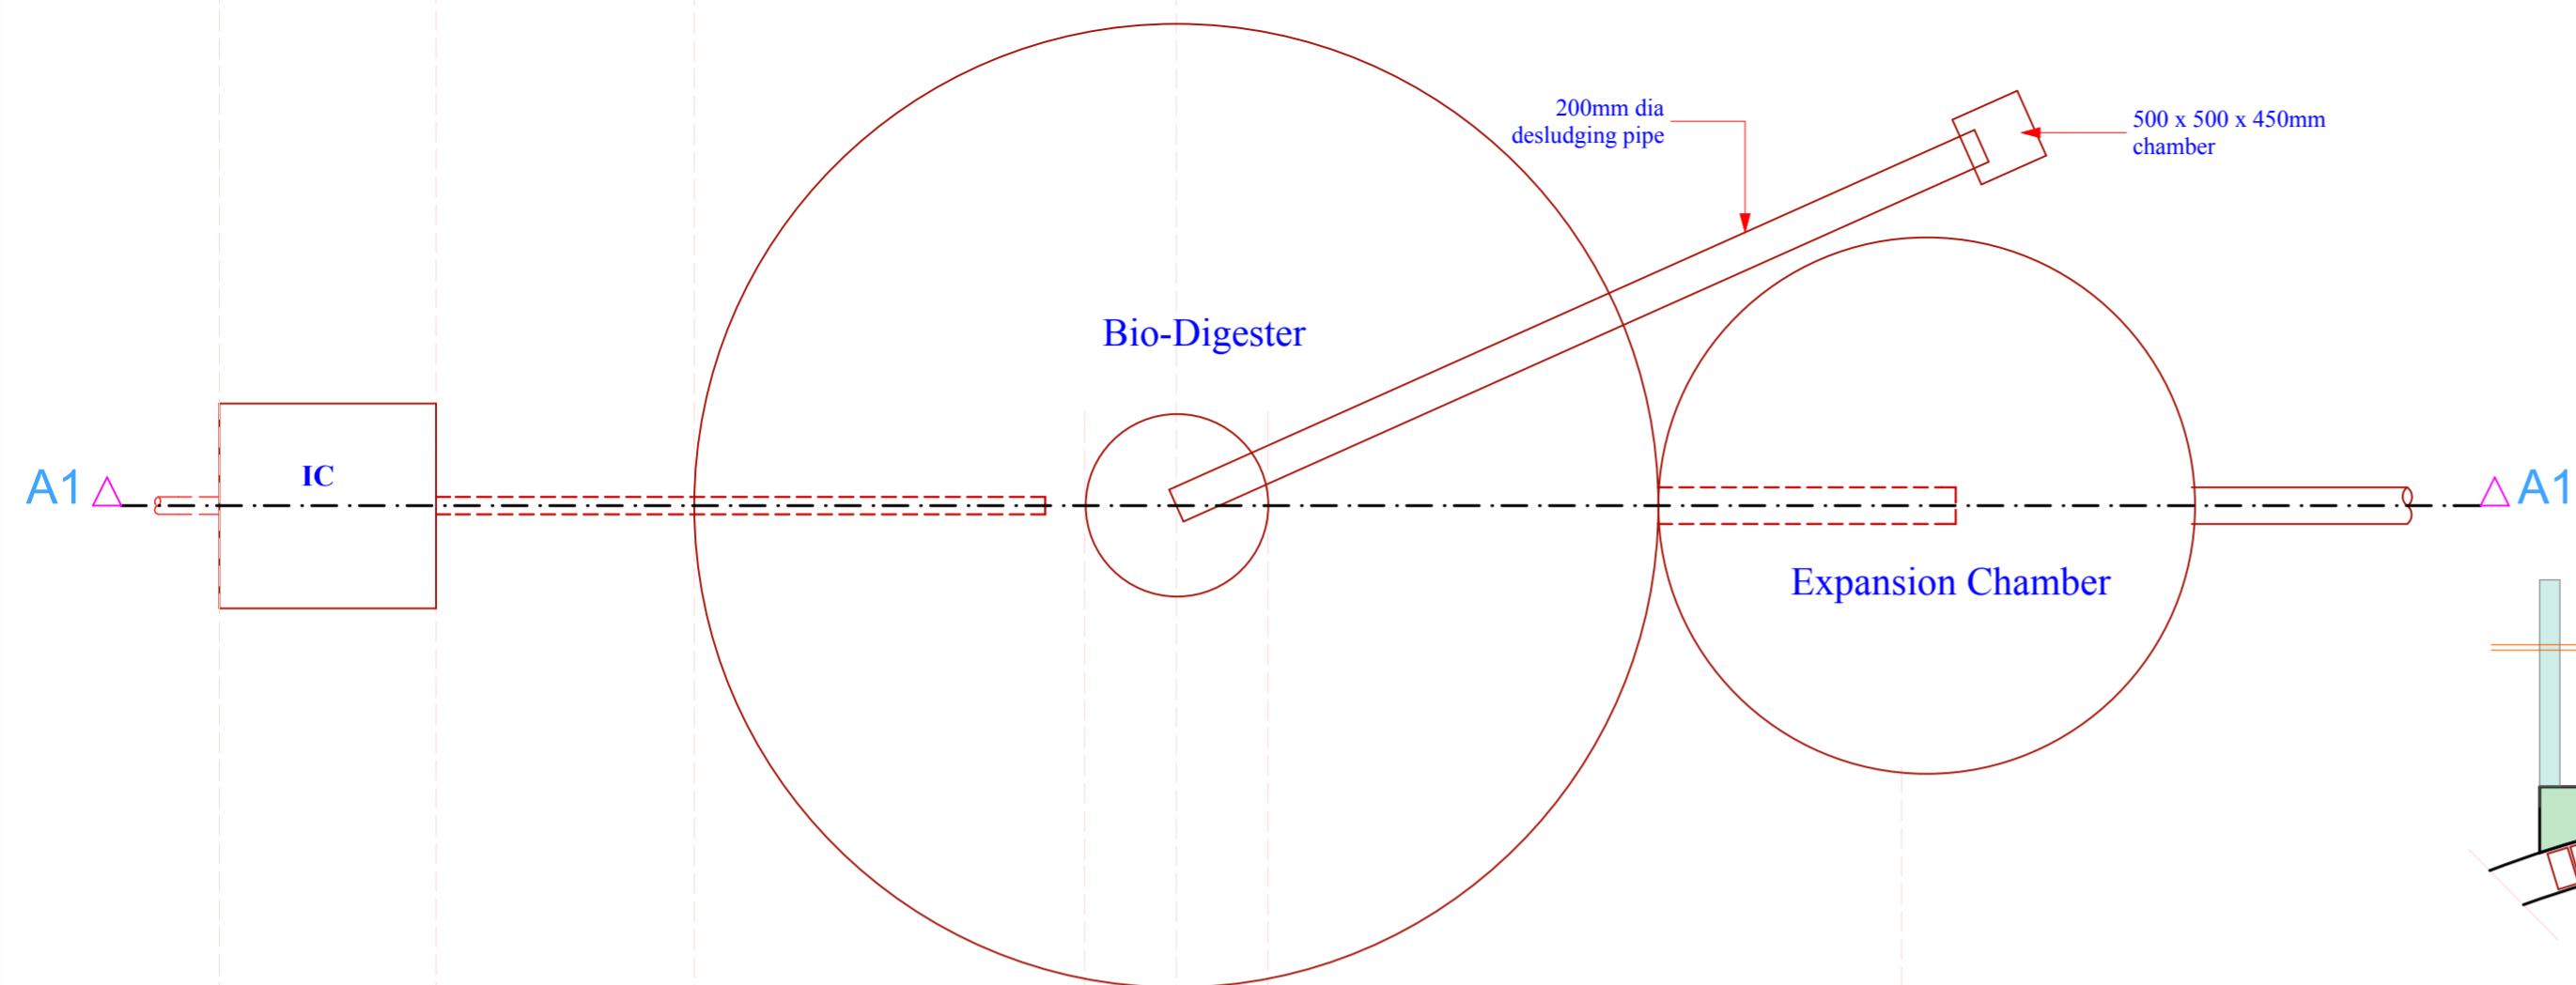 200mm dia
desludging pipe
500 x 500 x 450mm
chamber
Bio-Digester
IC
A1
A1
Expansion Chamber